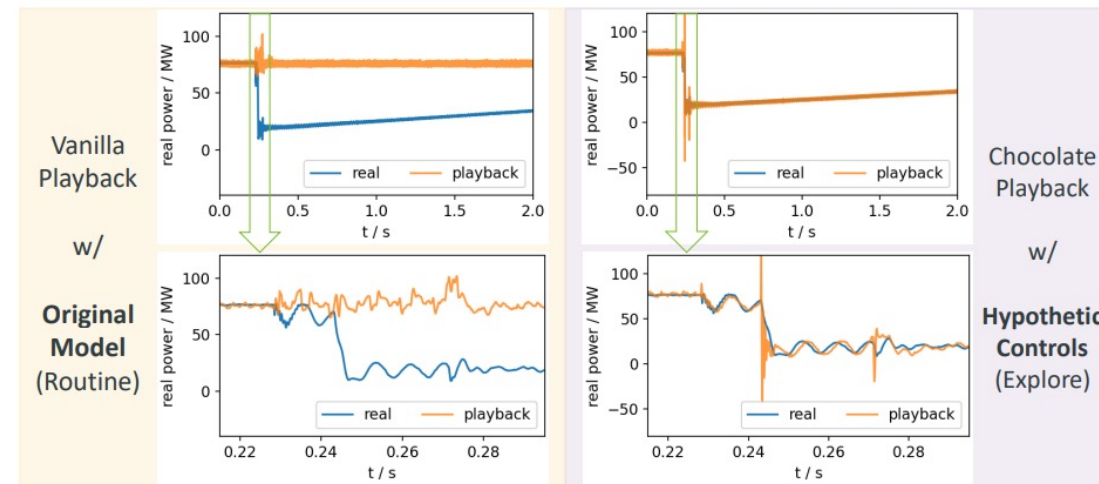 Vanilla
Playback
w/
Original
Model
(Routine)
real power / MW
100
50
0
real
playback
0.0
0.5
1.0
1.5
2.0
t / s
real power / MW
100
50
0
real
playback
0.22
0.24
0.26
0.28
t / s
real power / MW
100
50
0
−50
real
playback
0.0
0.5
1.0
1.5
2.0
t / s
real power / MW
100
50
0
−50
real
playback
0.22
0.24
0.26
0.28
t / s
Chocolate
Playback
w/
Hypothetic
Controls
(Explore)